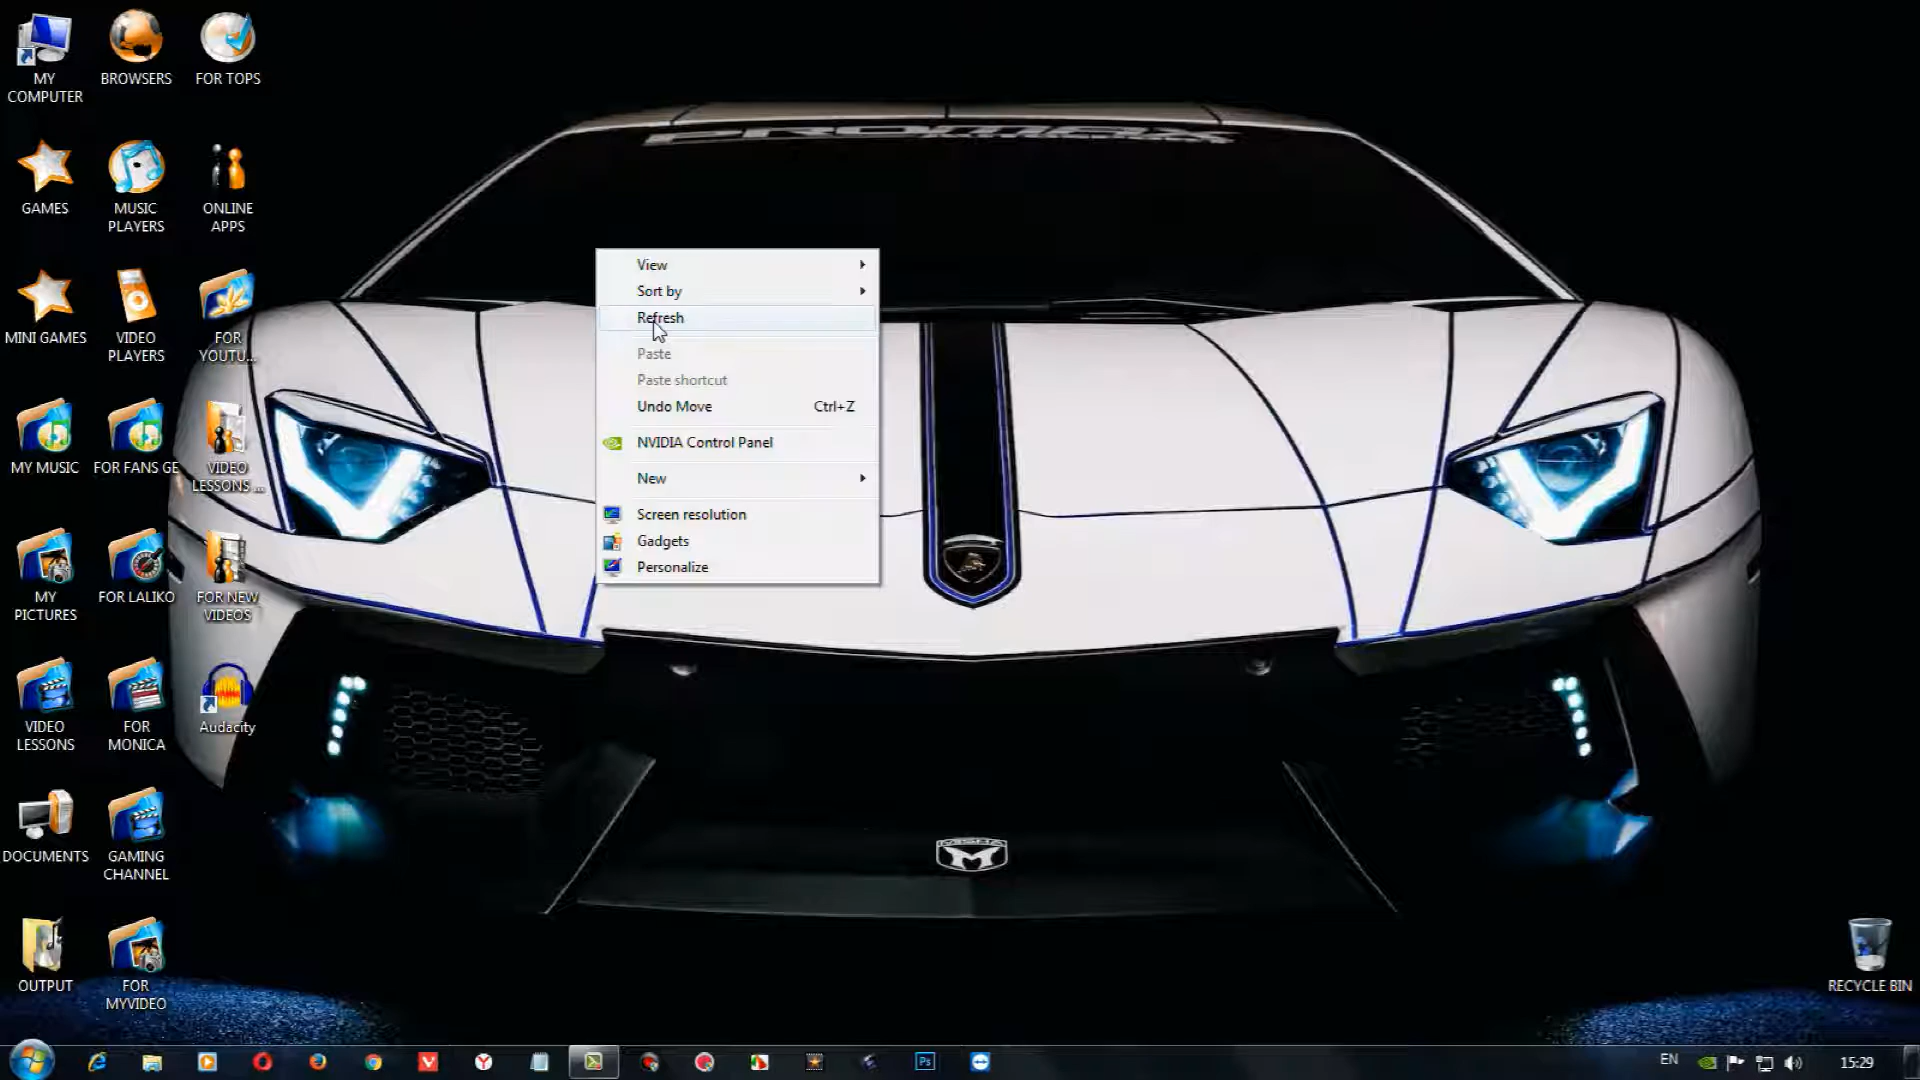 MY
COMPUTER
BROWSERS
FOR TOPS
GAMES
MUSIC
PLAYERS
ONLINE
APPS
MINI GAMES
VIDEO
PLAYERS
FOR
YOUTU...
MY MUSIC
FOR FANS GE
VIDEO
LESSONS ...
MY
PICTURES
FOR LALIKO
FOR NEW
VIDEOS
VIDEO
LESSONS
FOR
MONICA
Audacity
DOCUMENTS
GAMING
CHANNEL
OUTPUT
FOR
MYVIDEO
PROMAX
View
Sort by
Refresh
Paste
Paste shortcut
Undo Move Ctrl+Z
NVIDIA Control Panel
New
Screen resolution
Gadgets
Personalize
RECYCLE BIN
Ps
EN
15:29